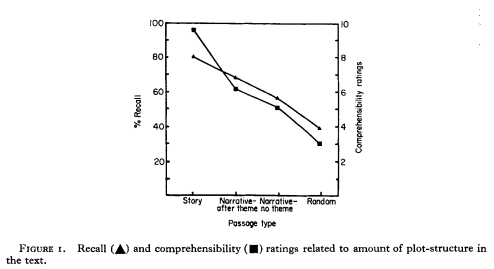 100
80
60
40
20
% Recall
10
8
6
4
2
Comprehensibility ratings
Story Narrative- Narrative- Random
after theme no theme
Passage type
FIGURE 1. Recall (▲) and comprehensibility (■) ratings related to amount of plot-structure in
the text.